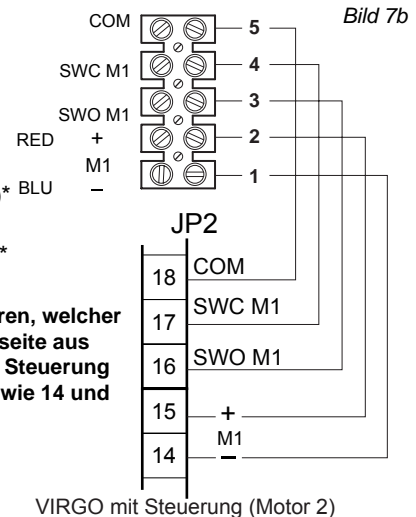 Bild 7b
COM 5
SWC M1 4
SWO M1 3
RED + 2
M1
BLU – 1
)*
*
JP2
18 COM
17 SWC M1
16 SWO M1
15 +
M1
14 –
ren, welcher
seite aus
Steuerung
wie 14 und
VIRGO mit Steuerung (Motor 2)